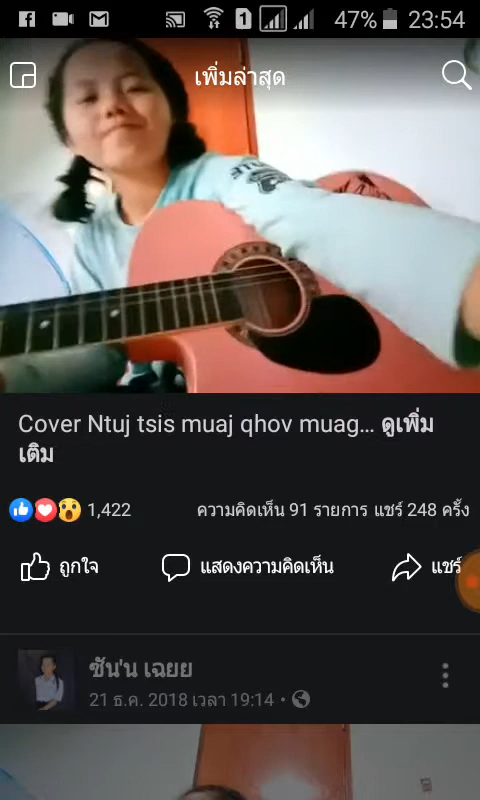 47% 23:54
เพิ่มล่าสุด
Cover Ntuj tsis muaj qhov muag... ดูเพิ่ม
เติม
1,422 ความคิดเห็น 91 รายการ แชร์ 248 ครั้ง
ถูกใจ แสดงความคิดเห็น แชร์
ซัน'น เฉยย
21 ธ.ค. 2018 เวลา 19:14 •